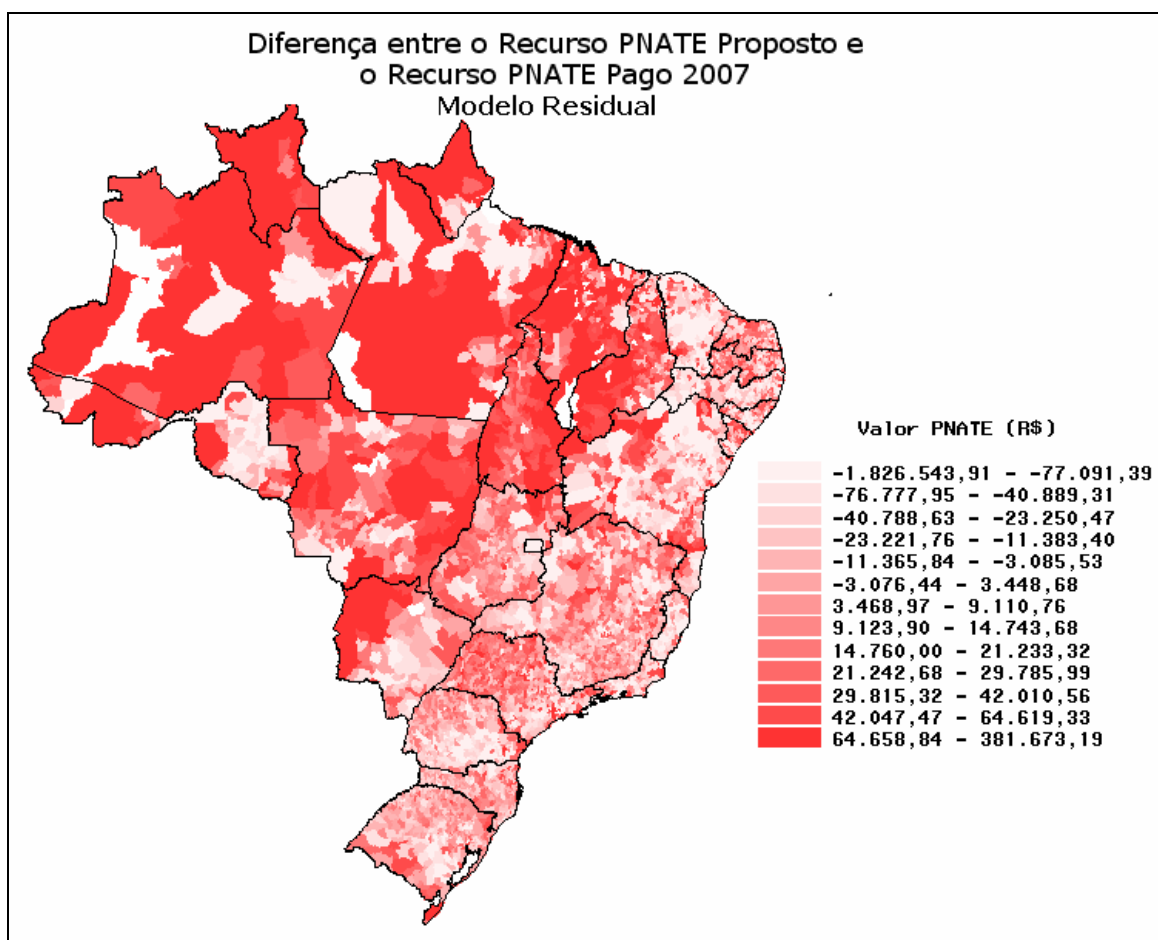 Diferença entre o Recurso PNATE Proposto e
o Recurso PNATE Pago 2007
Modelo Residual
Valor PNATE (R$)
-1.826.543,91 - -77.091,39
-76.777,95 - -40.889,31
-40.788,63 - -23.250,47
-23.221,76 - -11.383,40
-11.365,84 - -3.085,53
-3.076,44 - 3.448,68
3.468,97 - 9.110,76
9.123,90 - 14.743,68
14.760,00 - 21.233,32
21.242,68 - 29.785,99
29.815,32 - 42.010,56
42.047,47 - 64.619,33
64.658,84 - 381.673,19